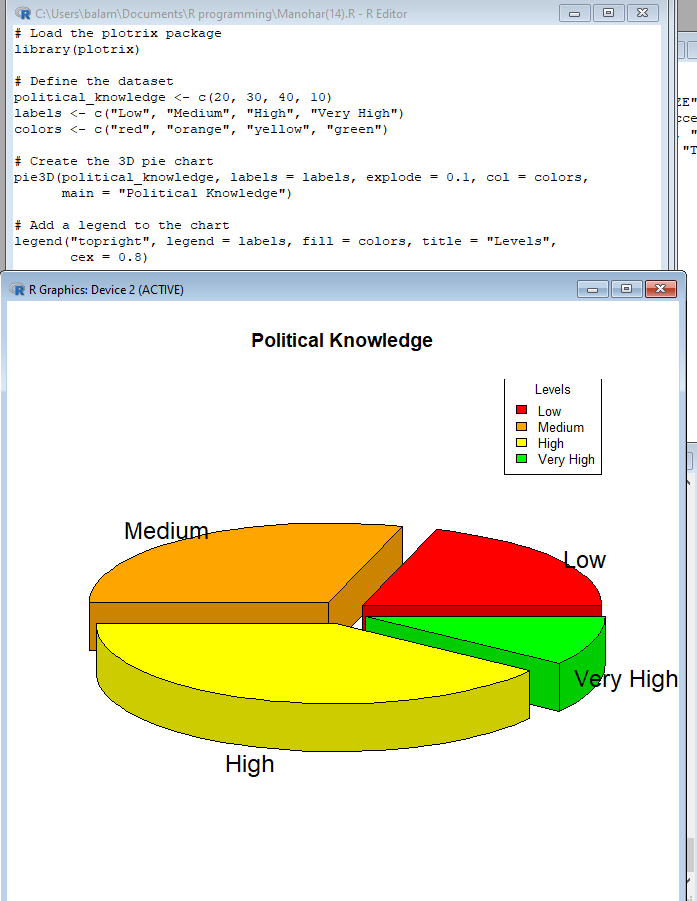 C:\Users\balam\Documents\R programming\Manohar(14).R - R Editor
# Load the plotrix package
library(plotrix)
# Define the dataset
political_knowledge <- c(20, 30, 40, 10)
labels <- c("Low", "Medium", "High", "Very High")
colors <- c("red", "orange", "yellow", "green")
# Create the 3D pie chart
pie3D(political_knowledge, labels = labels, explode = 0.1, col = colors,
main = "Political Knowledge")
# Add a legend to the chart
legend("topright", legend = labels, fill = colors, title = "Levels",
cex = 0.8)
R Graphics: Device 2 (ACTIVE)
Political Knowledge
Levels
Low
Medium
High
Very High
Medium
Low
Very High
High